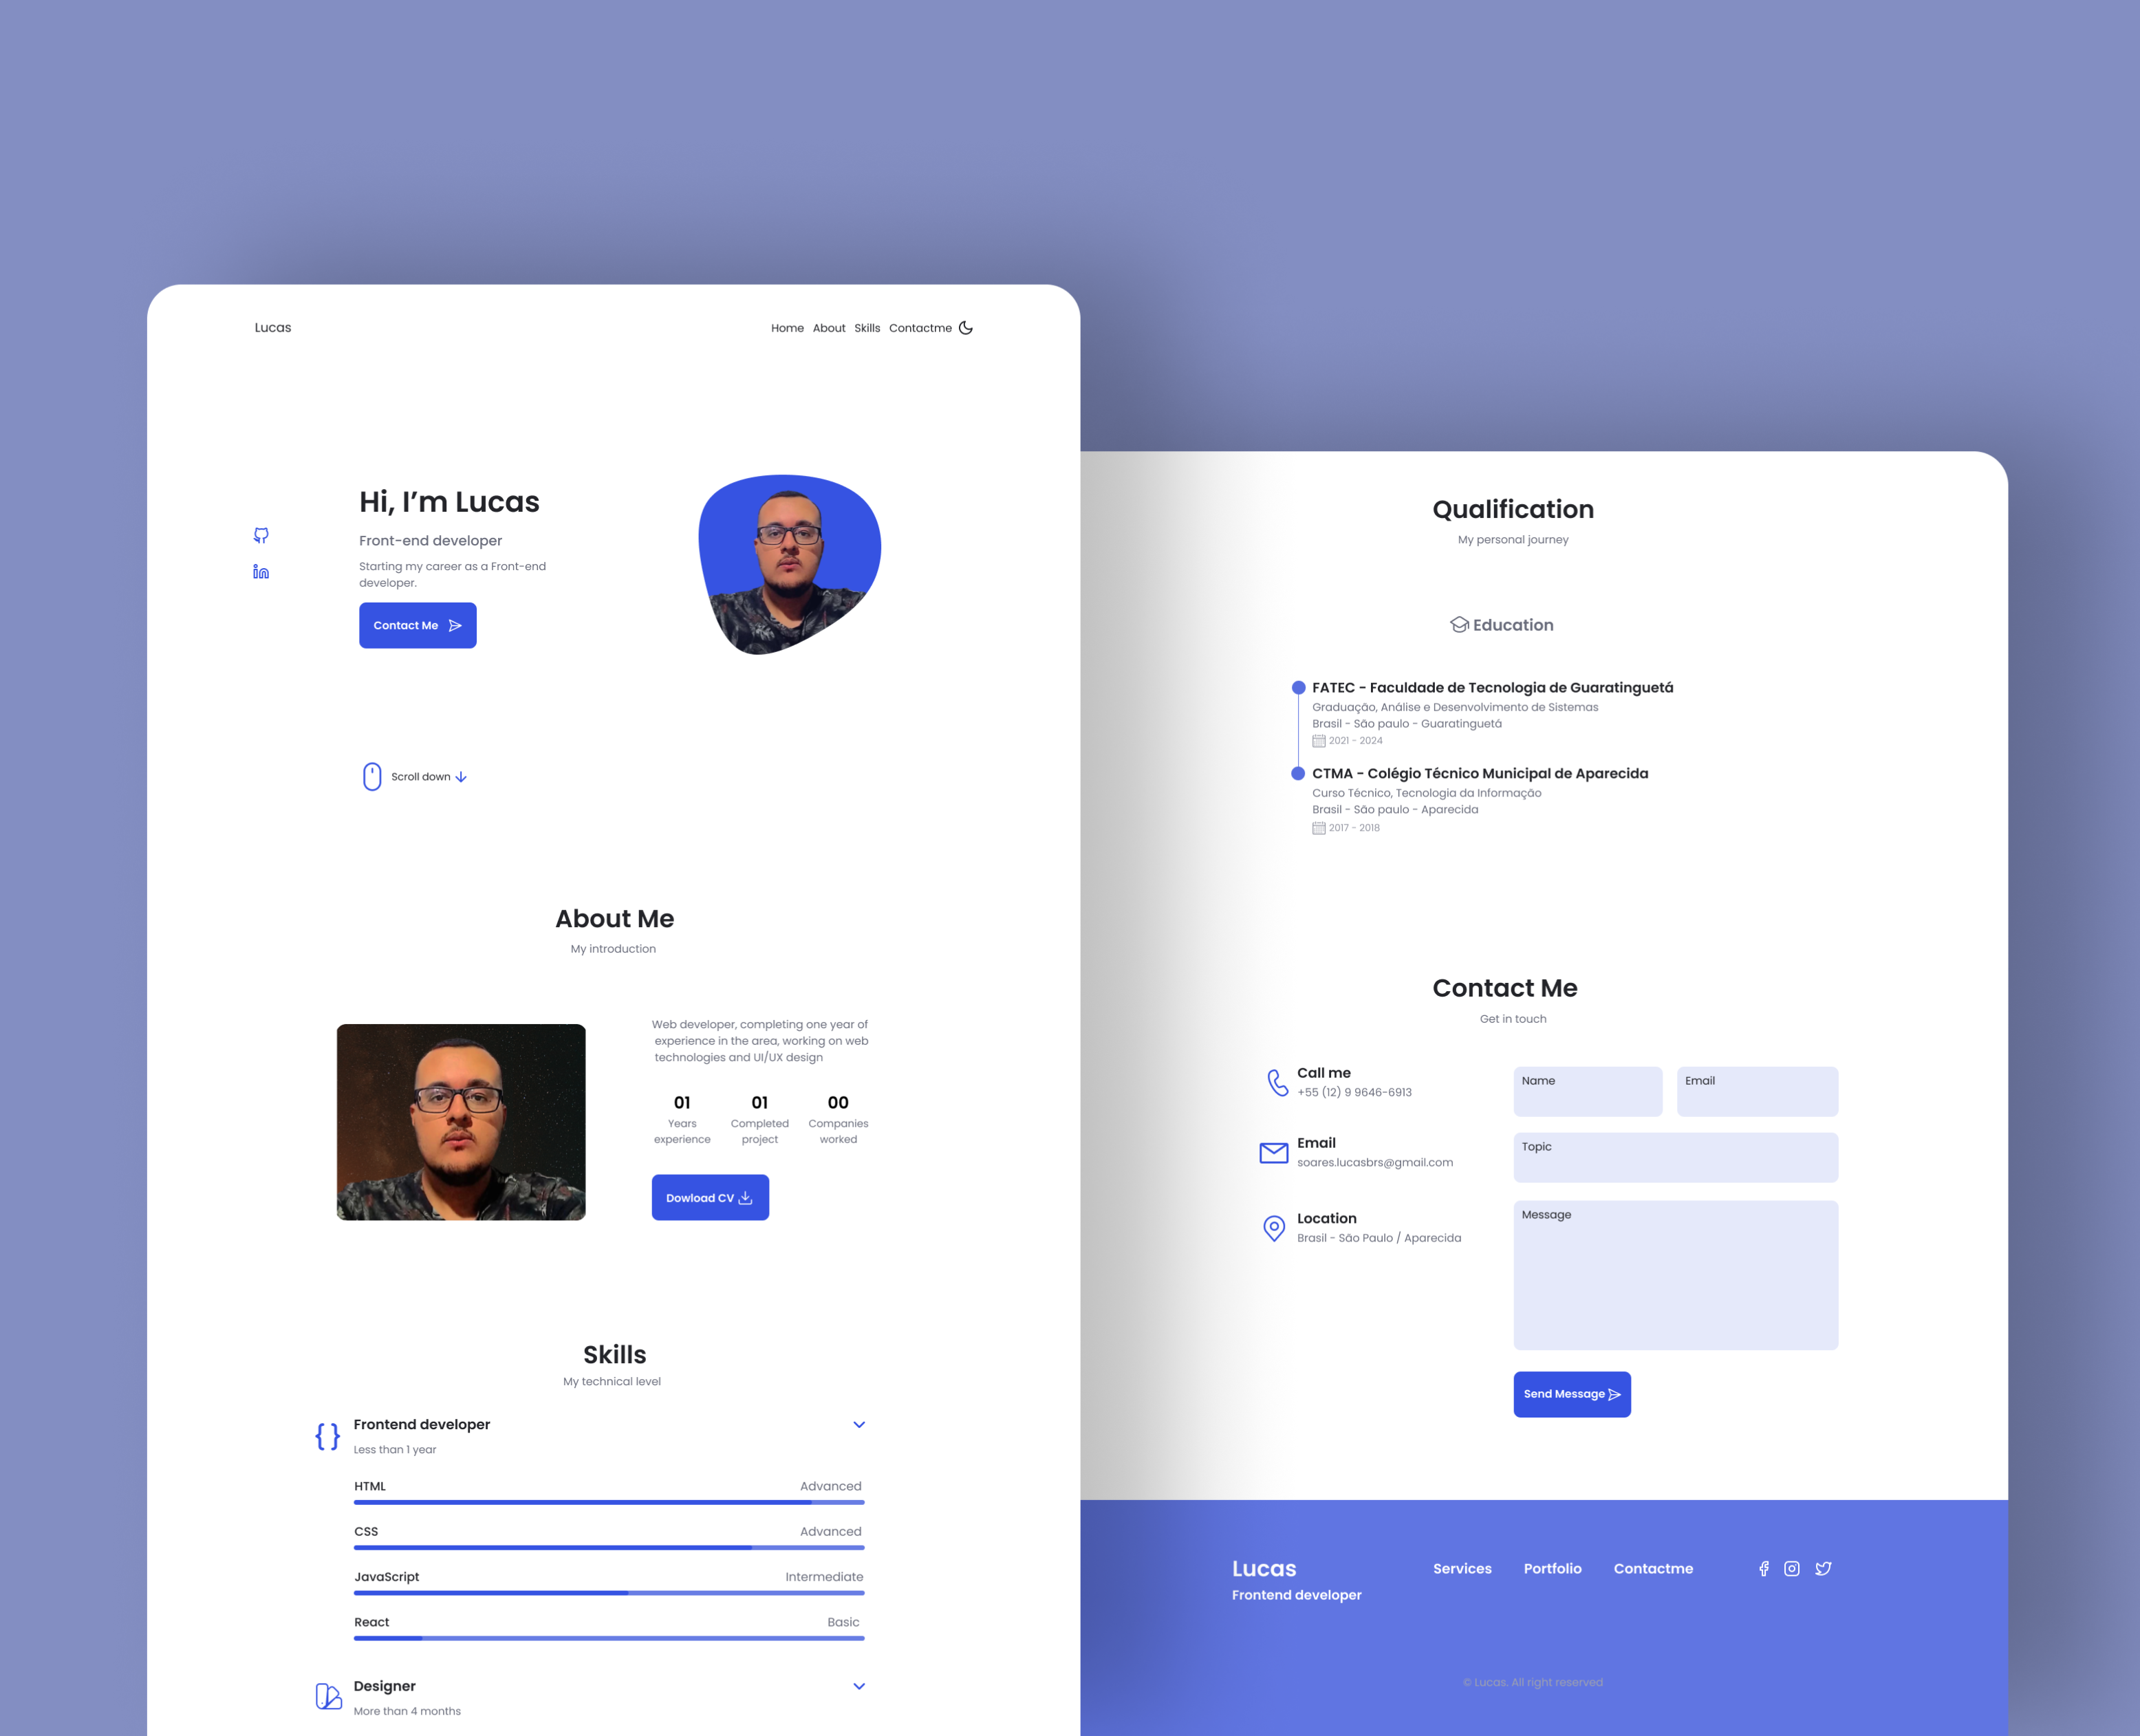 Lucas
Home About Skills Contactme
Hi, I’m Lucas
Front-end developer
Starting my career as a Front-end
developer.
Contact Me
Scroll down
About Me
My introduction
Web developer, completing one year of
experience in the area, working on web
technologies and UI/UX design
01 01 00
Years Completed Companies
experience project worked
Dowload CV
Skills
My technical level
Frontend developer
Less than 1 year
HTML Advanced
CSS Advanced
JavaScript Intermediate
React Basic
Designer
More than 4 months
Qualification
My personal journey
Education
FATEC - Faculdade de Tecnologia de Guaratinguetá
Graduação, Análise e Desenvolvimento de Sistemas
Brasil - São paulo - Guaratinguetá
2021 - 2024
CTMA - Colégio Técnico Municipal de Aparecida
Curso Técnico, Tecnologia da Informação
Brasil - São paulo - Aparecida
2017 - 2018
Contact Me
Get in touch
Call me
+55 (12) 9 9646-6913
Email
soares.lucasbrs@gmail.com
Location
Brasil - São Paulo / Aparecida
Name Email
Topic
Message
Send Message
Lucas
Frontend developer
Services Portfolio Contactme
© Lucas. All right reserved